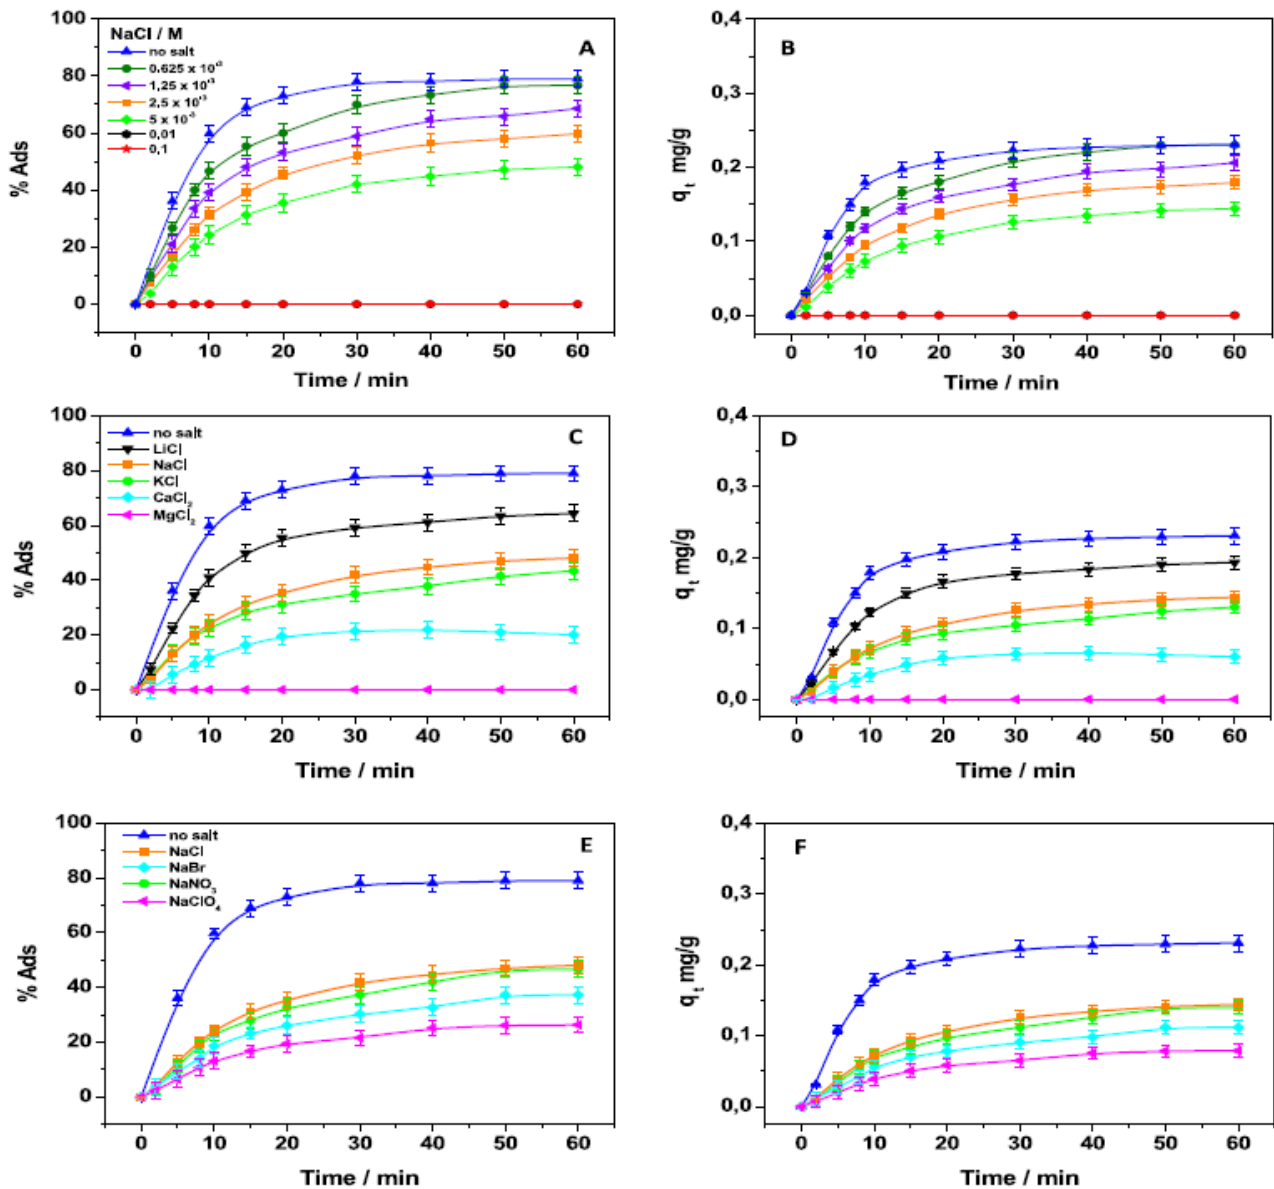 100
80
60
40
20
0
% Ads
NaCl / M
no salt
0.625 x 10⁻³
1,25 x 10⁻³
2,5 x 10⁻³
5 x 10⁻³
0,01
0,1
A
0 10 20 30 40 50 60
Time / min
0,4
0,3
0,2
0,1
0,0
qₜ mg/g
B
0 10 20 30 40 50 60
Time / min
100
80
60
40
20
0
% Ads
no salt
LiCl
NaCl
KCl
CaCl₂
MgCl₂
C
0 10 20 30 40 50 60
Time / min
0,4
0,3
0,2
0,1
0,0
qₜ mg/g
D
0 10 20 30 40 50 60
Time / min
100
80
60
40
20
0
% Ads
no salt
NaCl
NaBr
NaNO₃
NaClO₄
E
0 10 20 30 40 50 60
Time / min
0,4
0,3
0,2
0,1
0,0
qₜ mg/g
F
0 10 20 30 40 50 60
Time / min